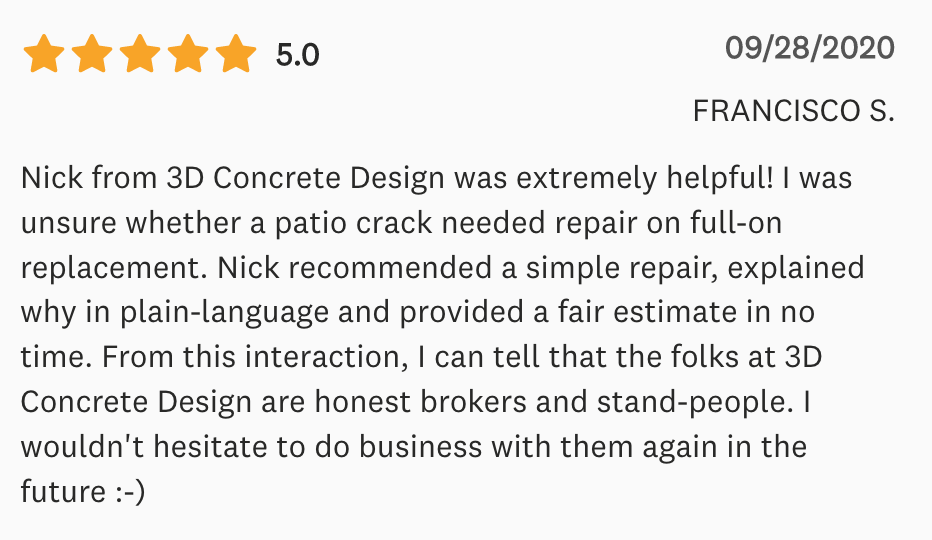 5.0
09/28/2020
FRANCISCO S.
Nick from 3D Concrete Design was extremely helpful! I was
unsure whether a patio crack needed repair on full-on
replacement. Nick recommended a simple repair, explained
why in plain-language and provided a fair estimate in no
time. From this interaction, I can tell that the folks at 3D
Concrete Design are honest brokers and stand-people. I
wouldn't hesitate to do business with them again in the
future :-)